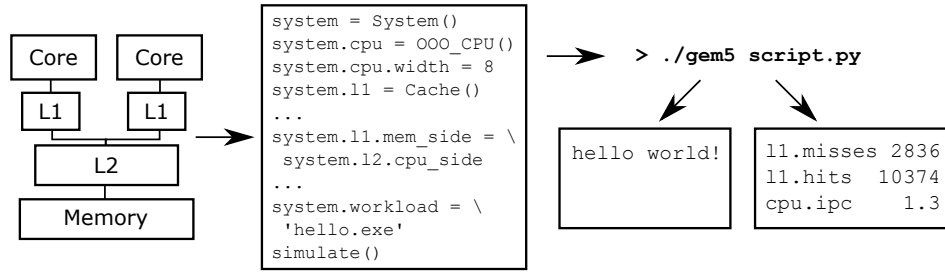 Core Core
L1 L1
L2
Memory
system = System()
system.cpu = OOO_CPU()
system.cpu.width = 8
system.l1 = Cache()
...
system.l1.mem_side = \
system.l2.cpu_side
...
system.workload = \
'hello.exe'
simulate()
> ./gem5 script.py
hello world!
l1.misses 2836
l1.hits 10374
cpu.ipc 1.3